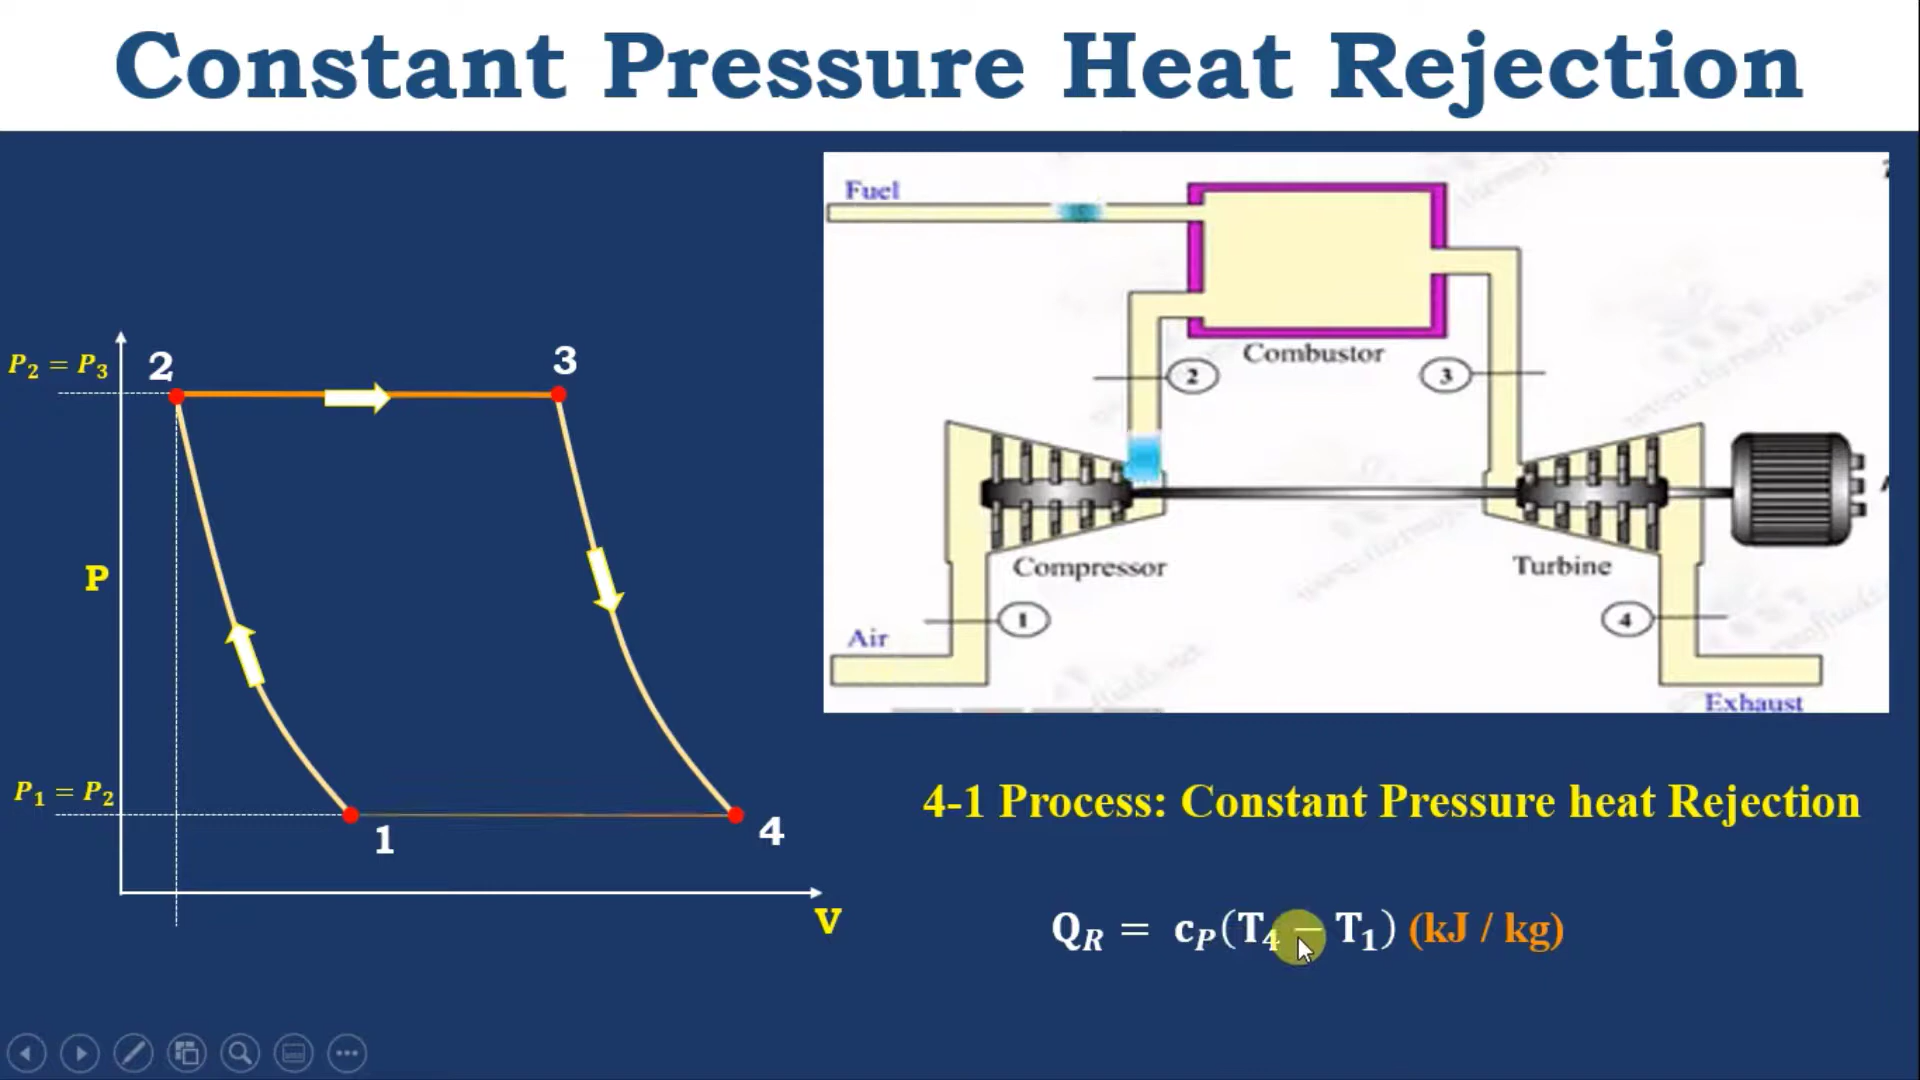 Constant Pressure Heat Rejection
P₂ = P₃
2
3
P
P₁ = P₂
1
4
V
Fuel
Combustor
2
3
Compressor
Turbine
1
4
Air
Exhaust
4-1 Process: Constant Pressure heat Rejection
Q_R = c_P(T₄ − T₁) (kJ / kg)